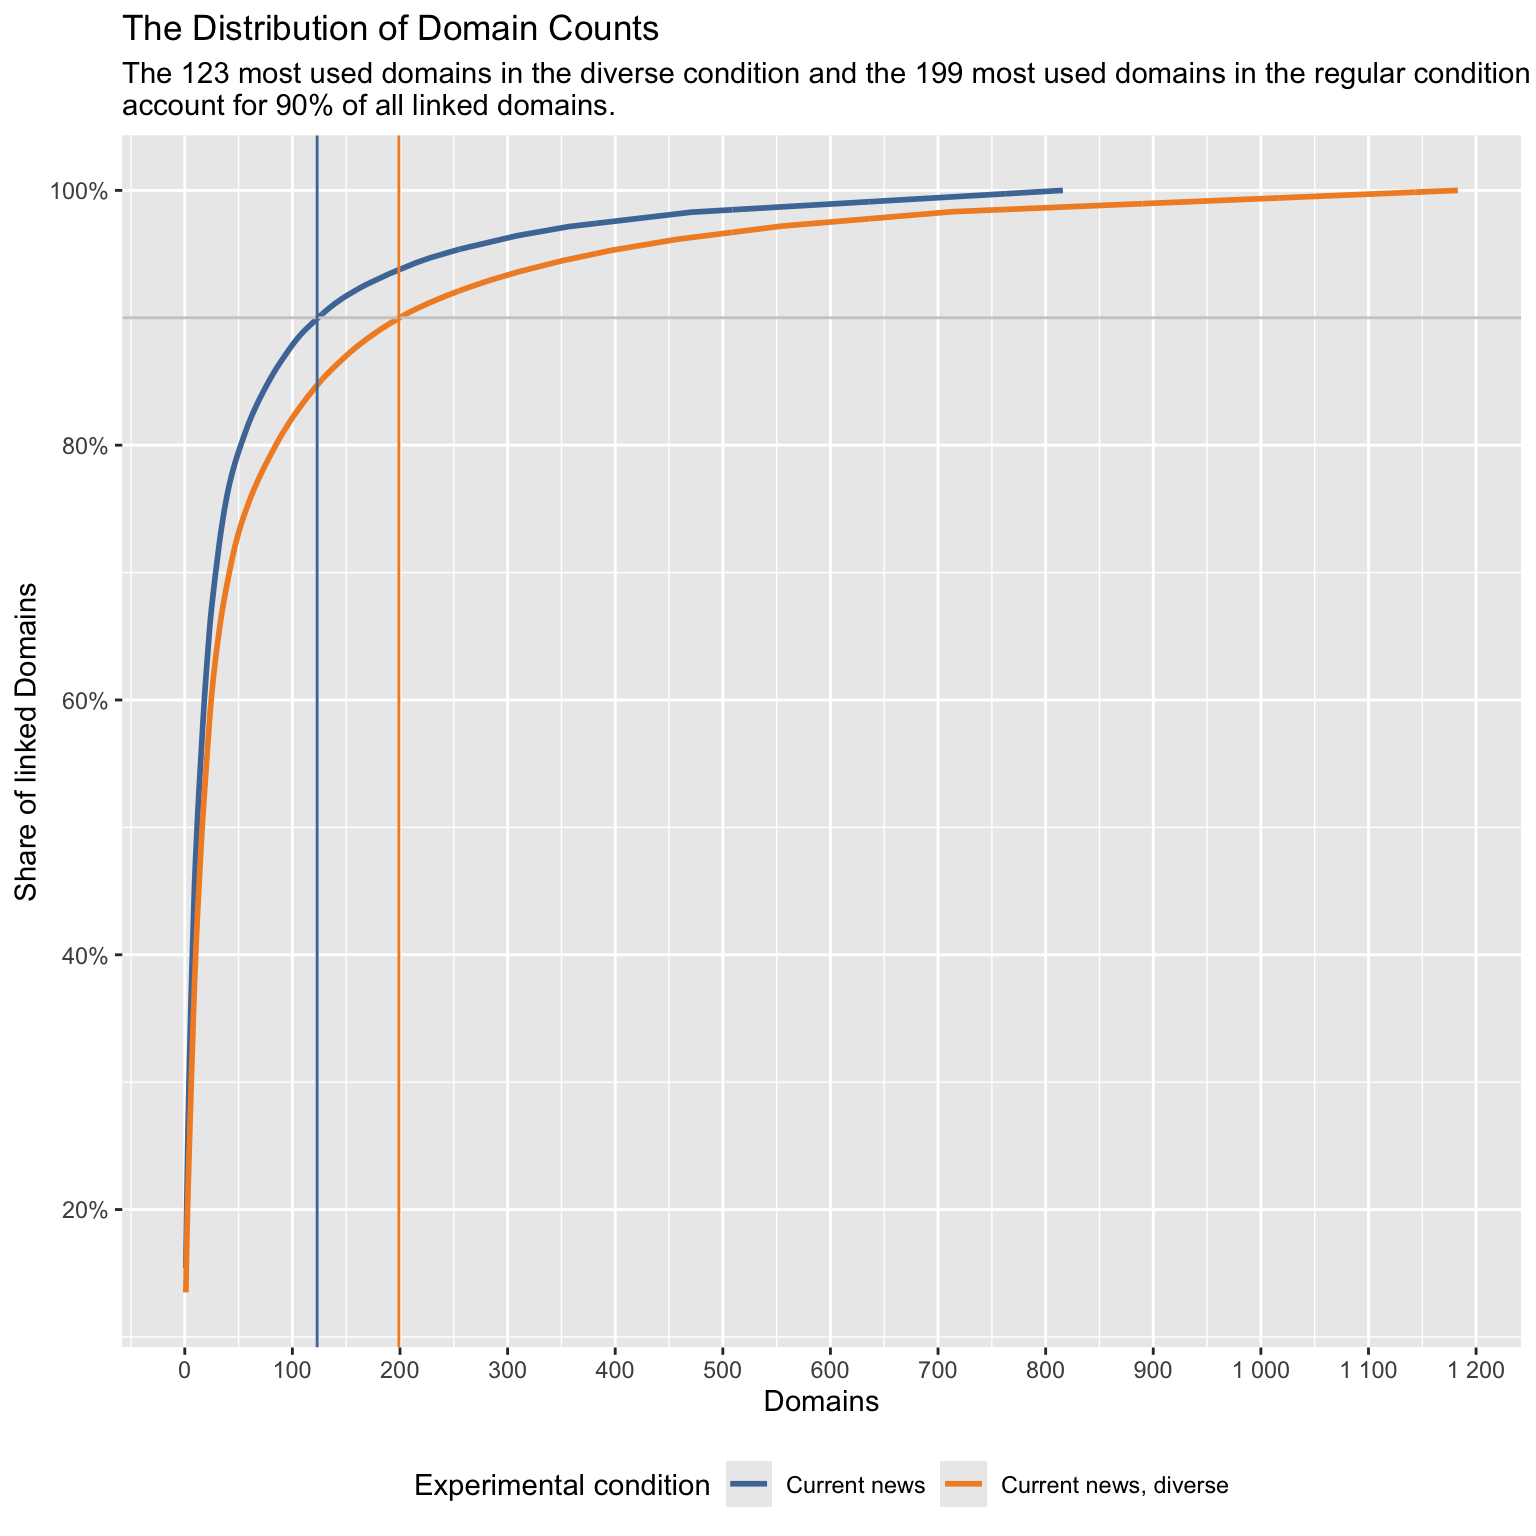 The Distribution of Domain Counts
The 123 most used domains in the diverse condition and the 199 most used domains in the regular condition
account for 90% of all linked domains.
100%
80%
60%
40%
20%
Share of linked Domains
0 100 200 300 400 500 600 700 800 900 1 000 1 100 1 200
Domains
Experimental condition Current news Current news, diverse